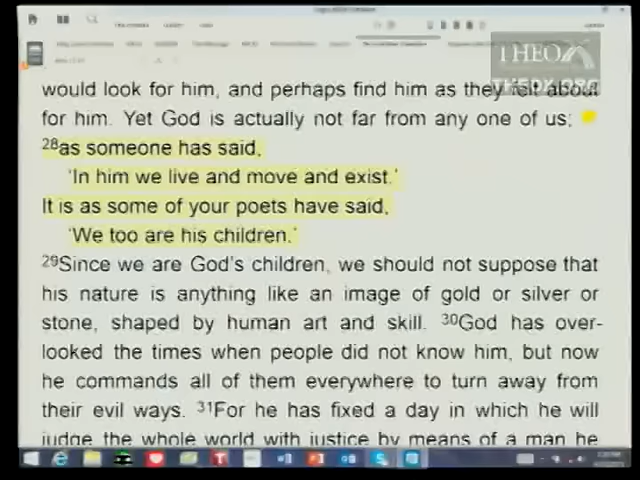 THEOX
THEOX.ORG
would look for him, and perhaps find him as they felt about
for him. Yet God is actually not far from any one of us;
28as someone has said,
'In him we live and move and exist.'
It is as some of your poets have said,
'We too are his children.'
29Since we are God's children, we should not suppose that
his nature is anything like an image of gold or silver or
stone, shaped by human art and skill. 30God has over-
looked the times when people did not know him, but now
he commands all of them everywhere to turn away from
their evil ways. 31For he has fixed a day in which he will
judge the whole world with justice by means of a man he